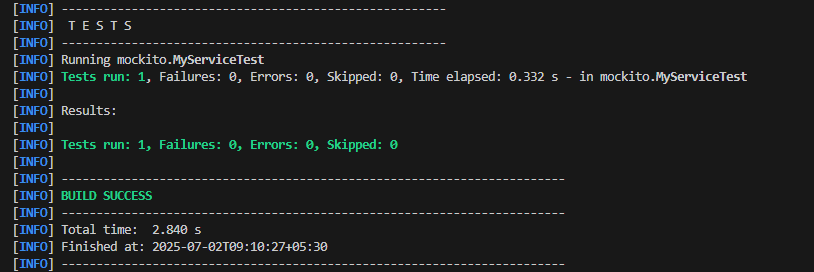 [INFO] -------------------------------------------------------
[INFO]  T E S T S
[INFO] -------------------------------------------------------
[INFO] Running mockito.MyServiceTest
[INFO] Tests run: 1, Failures: 0, Errors: 0, Skipped: 0, Time elapsed: 0.332 s - in mockito.MyServiceTest
[INFO]
[INFO] Results:
[INFO]
[INFO] Tests run: 1, Failures: 0, Errors: 0, Skipped: 0
[INFO]
[INFO] ------------------------------------------------------------------------
[INFO] BUILD SUCCESS
[INFO] ------------------------------------------------------------------------
[INFO] Total time:  2.840 s
[INFO] Finished at: 2025-07-02T09:10:27+05:30
[INFO] ------------------------------------------------------------------------